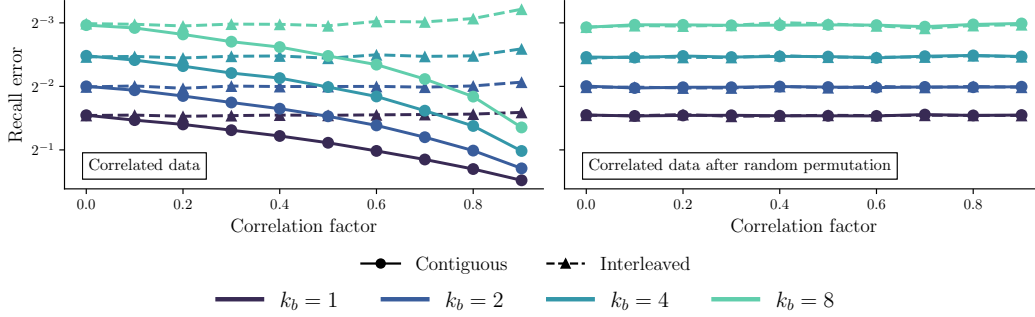 Recall error
2⁻³
2⁻²
2⁻¹
Correlated data
0.0 0.2 0.4 0.6 0.8
Correlation factor
Correlated data after random permutation
0.0 0.2 0.4 0.6 0.8
Correlation factor
Contiguous Interleaved
k_b = 1 k_b = 2 k_b = 4 k_b = 8